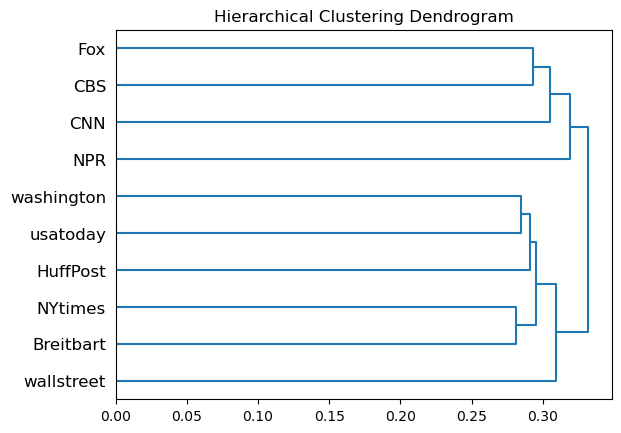 Hierarchical Clustering Dendrogram
Fox
CBS
CNN
NPR
washington
usatoday
HuffPost
NYtimes
Breitbart
wallstreet
0.00 0.05 0.10 0.15 0.20 0.25 0.30